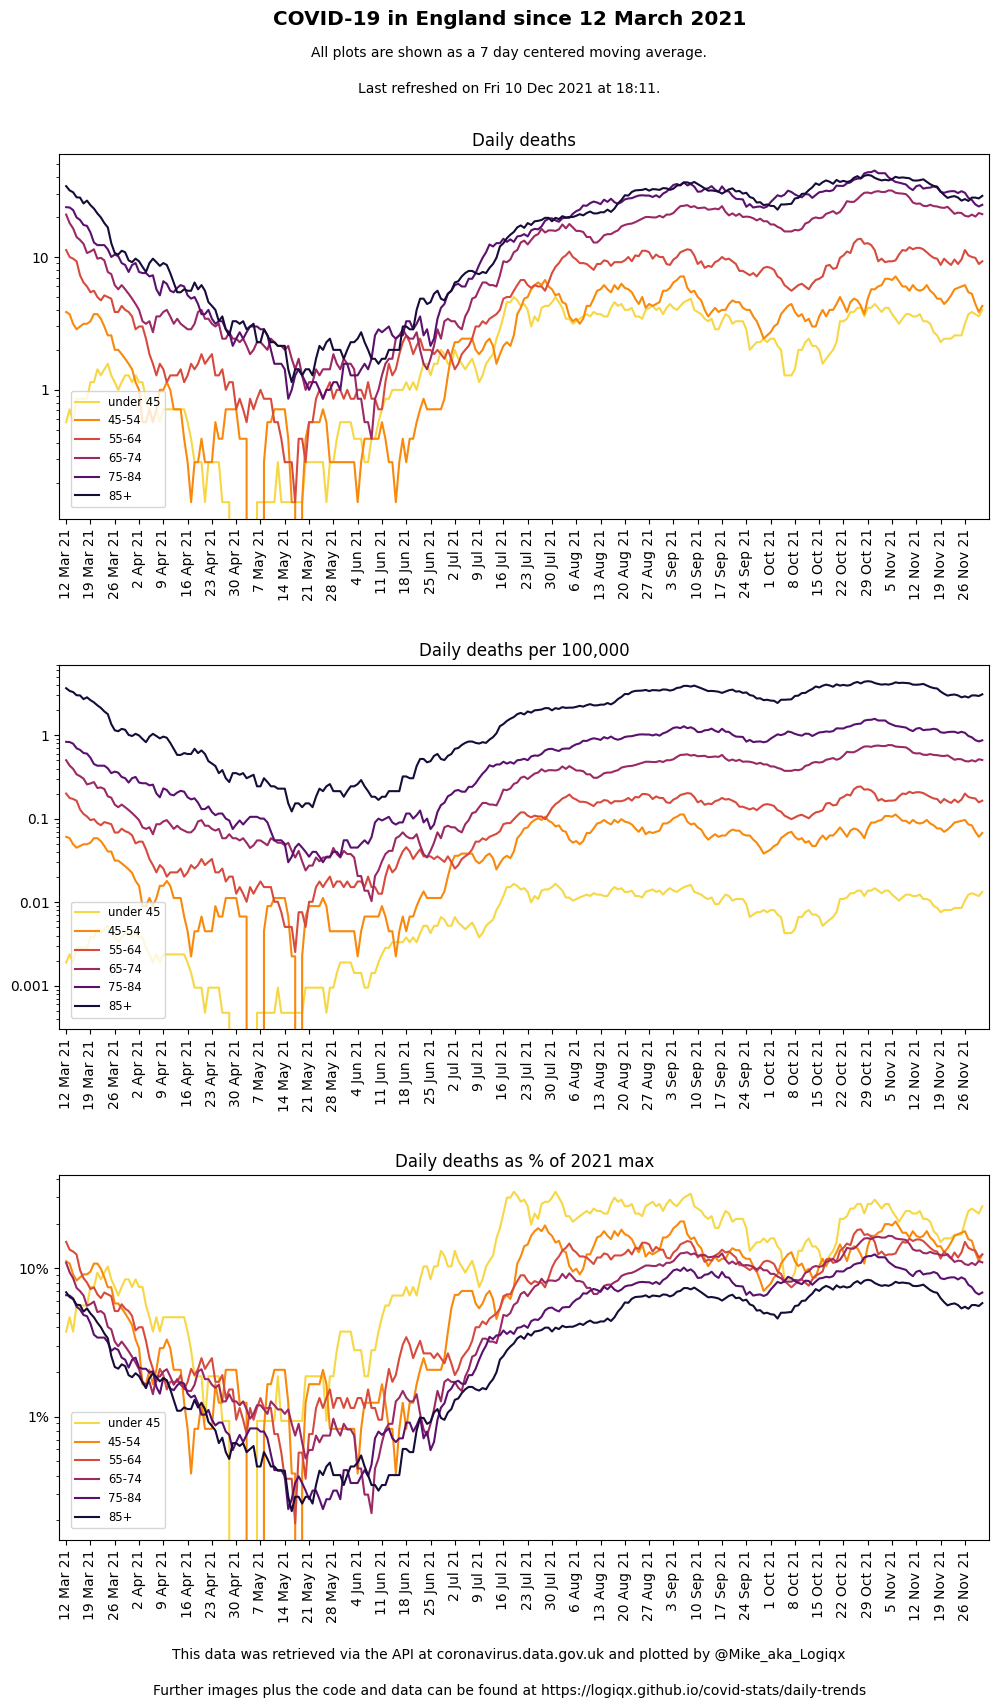 COVID-19 in England since 12 March 2021
All plots are shown as a 7 day centered moving average.
Last refreshed on Fri 10 Dec 2021 at 18:11.
Daily deaths
10
1
under 45
45-54
55-64
65-74
75-84
85+
12 Mar 21
19 Mar 21
26 Mar 21
2 Apr 21
9 Apr 21
16 Apr 21
23 Apr 21
30 Apr 21
7 May 21
14 May 21
21 May 21
28 May 21
4 Jun 21
11 Jun 21
18 Jun 21
25 Jun 21
2 Jul 21
9 Jul 21
16 Jul 21
23 Jul 21
30 Jul 21
6 Aug 21
13 Aug 21
20 Aug 21
27 Aug 21
3 Sep 21
10 Sep 21
17 Sep 21
24 Sep 21
1 Oct 21
8 Oct 21
15 Oct 21
22 Oct 21
29 Oct 21
5 Nov 21
12 Nov 21
19 Nov 21
26 Nov 21
Daily deaths per 100,000
1
0.1
0.01
0.001
under 45
45-54
55-64
65-74
75-84
85+
12 Mar 21
19 Mar 21
26 Mar 21
2 Apr 21
9 Apr 21
16 Apr 21
23 Apr 21
30 Apr 21
7 May 21
14 May 21
21 May 21
28 May 21
4 Jun 21
11 Jun 21
18 Jun 21
25 Jun 21
2 Jul 21
9 Jul 21
16 Jul 21
23 Jul 21
30 Jul 21
6 Aug 21
13 Aug 21
20 Aug 21
27 Aug 21
3 Sep 21
10 Sep 21
17 Sep 21
24 Sep 21
1 Oct 21
8 Oct 21
15 Oct 21
22 Oct 21
29 Oct 21
5 Nov 21
12 Nov 21
19 Nov 21
26 Nov 21
Daily deaths as % of 2021 max
10%
1%
under 45
45-54
55-64
65-74
75-84
85+
12 Mar 21
19 Mar 21
26 Mar 21
2 Apr 21
9 Apr 21
16 Apr 21
23 Apr 21
30 Apr 21
7 May 21
14 May 21
21 May 21
28 May 21
4 Jun 21
11 Jun 21
18 Jun 21
25 Jun 21
2 Jul 21
9 Jul 21
16 Jul 21
23 Jul 21
30 Jul 21
6 Aug 21
13 Aug 21
20 Aug 21
27 Aug 21
3 Sep 21
10 Sep 21
17 Sep 21
24 Sep 21
1 Oct 21
8 Oct 21
15 Oct 21
22 Oct 21
29 Oct 21
5 Nov 21
12 Nov 21
19 Nov 21
26 Nov 21
This data was retrieved via the API at coronavirus.data.gov.uk and plotted by @Mike_aka_Logiqx
Further images plus the code and data can be found at https://logiqx.github.io/covid-stats/daily-trends